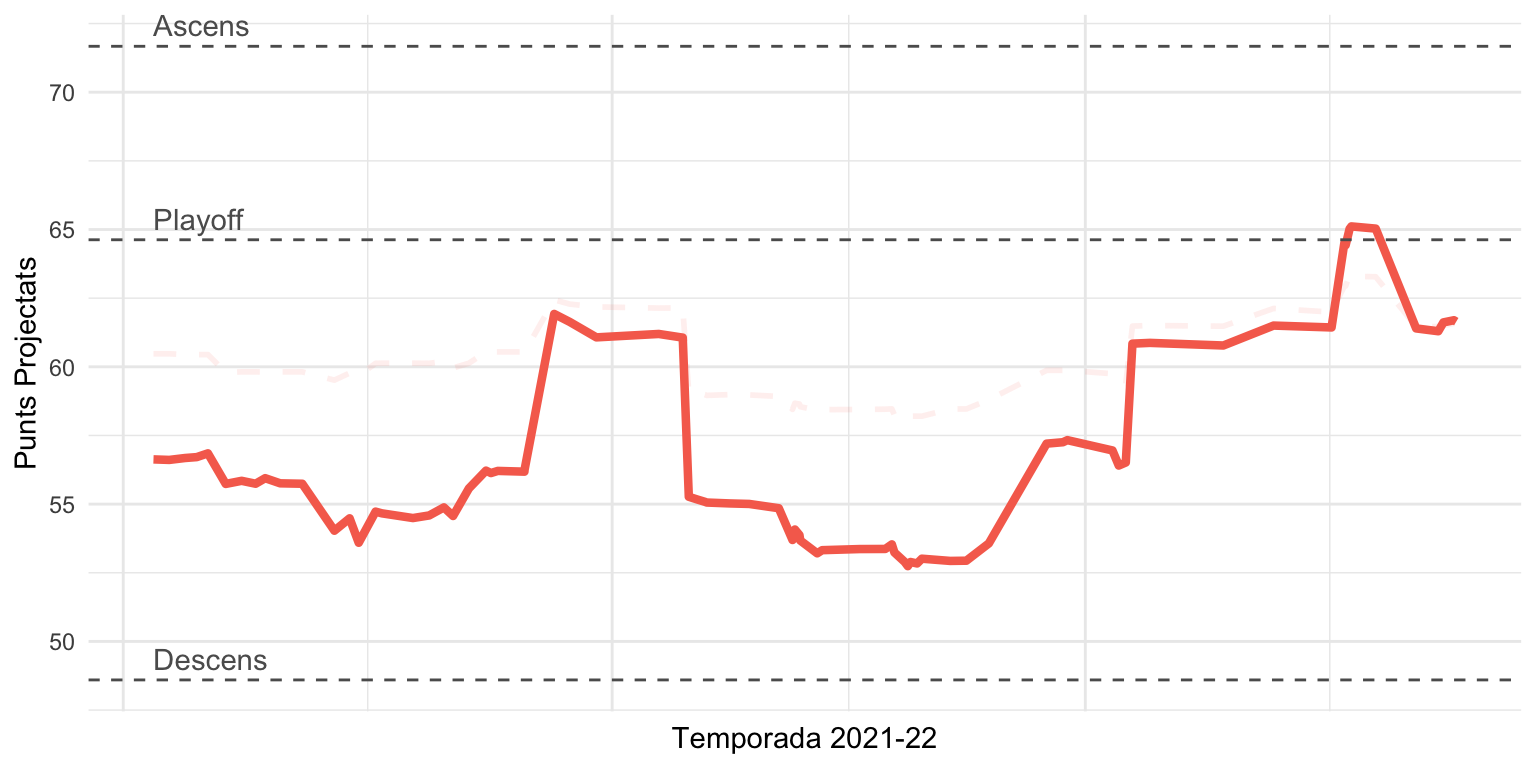 Ascens
70
Playoff
65
Punts Projectats
60
55
50
Descens
Temporada 2021-22